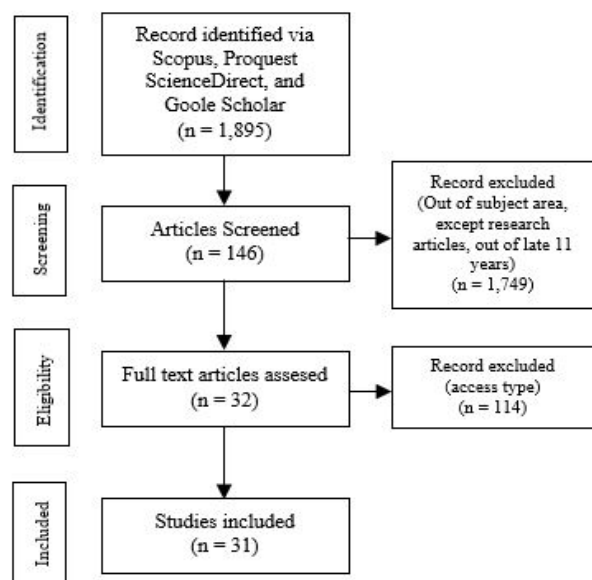 Identification
Record identified via
Scopus, Proquest
ScienceDirect, and
Goole Scholar
(n = 1,895)
Screening
Articles Screened
(n = 146)
Record excluded
(Out of subject area,
except research
articles, out of late 11
years)
(n = 1,749)
Eligibility
Full text articles assesed
(n = 32)
Record excluded
(access type)
(n = 114)
Included
Studies included
(n = 31)